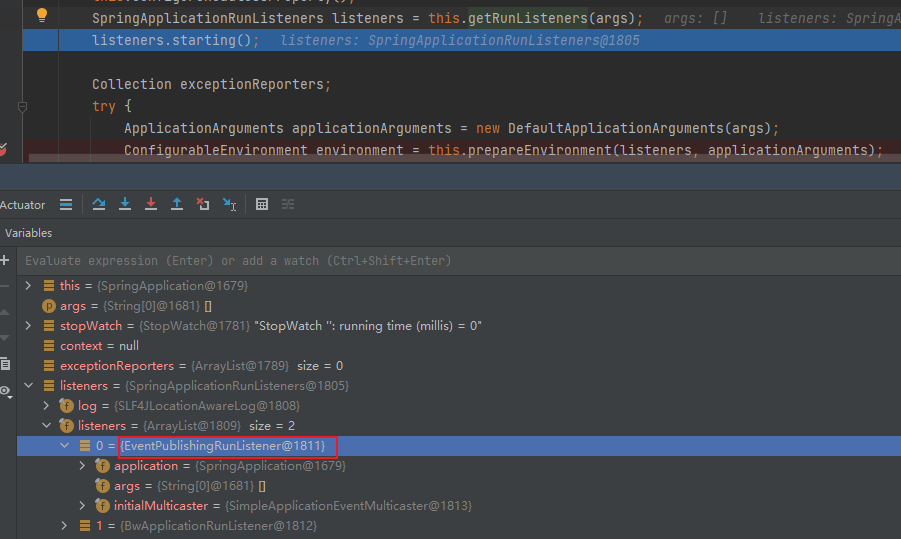 SpringApplicationRunListeners listeners = this.getRunListeners(args);   args: []    listeners: SpringA
listeners.starting();   listeners: SpringApplicationRunListeners@1805
Collection exceptionReporters;
try {
ApplicationArguments applicationArguments = new DefaultApplicationArguments(args);
ConfigurableEnvironment environment = this.prepareEnvironment(listeners, applicationArguments);
Actuator
Variables
Evaluate expression (Enter) or add a watch (Ctrl+Shift+Enter)
this = {SpringApplication@1679}
args = {String[0]@1681} []
stopWatch = {StopWatch@1781} "StopWatch '': running time (millis) = 0"
context = null
exceptionReporters = {ArrayList@1789}  size = 0
listeners = {SpringApplicationRunListeners@1805}
log = {SLF4JLocationAwareLog@1808}
listeners = {ArrayList@1809}  size = 2
0 = {EventPublishingRunListener@1811}
application = {SpringApplication@1679}
args = {String[0]@1681} []
initialMulticaster = {SimpleApplicationEventMulticaster@1813}
1 = {BwApplicationRunListener@1812}